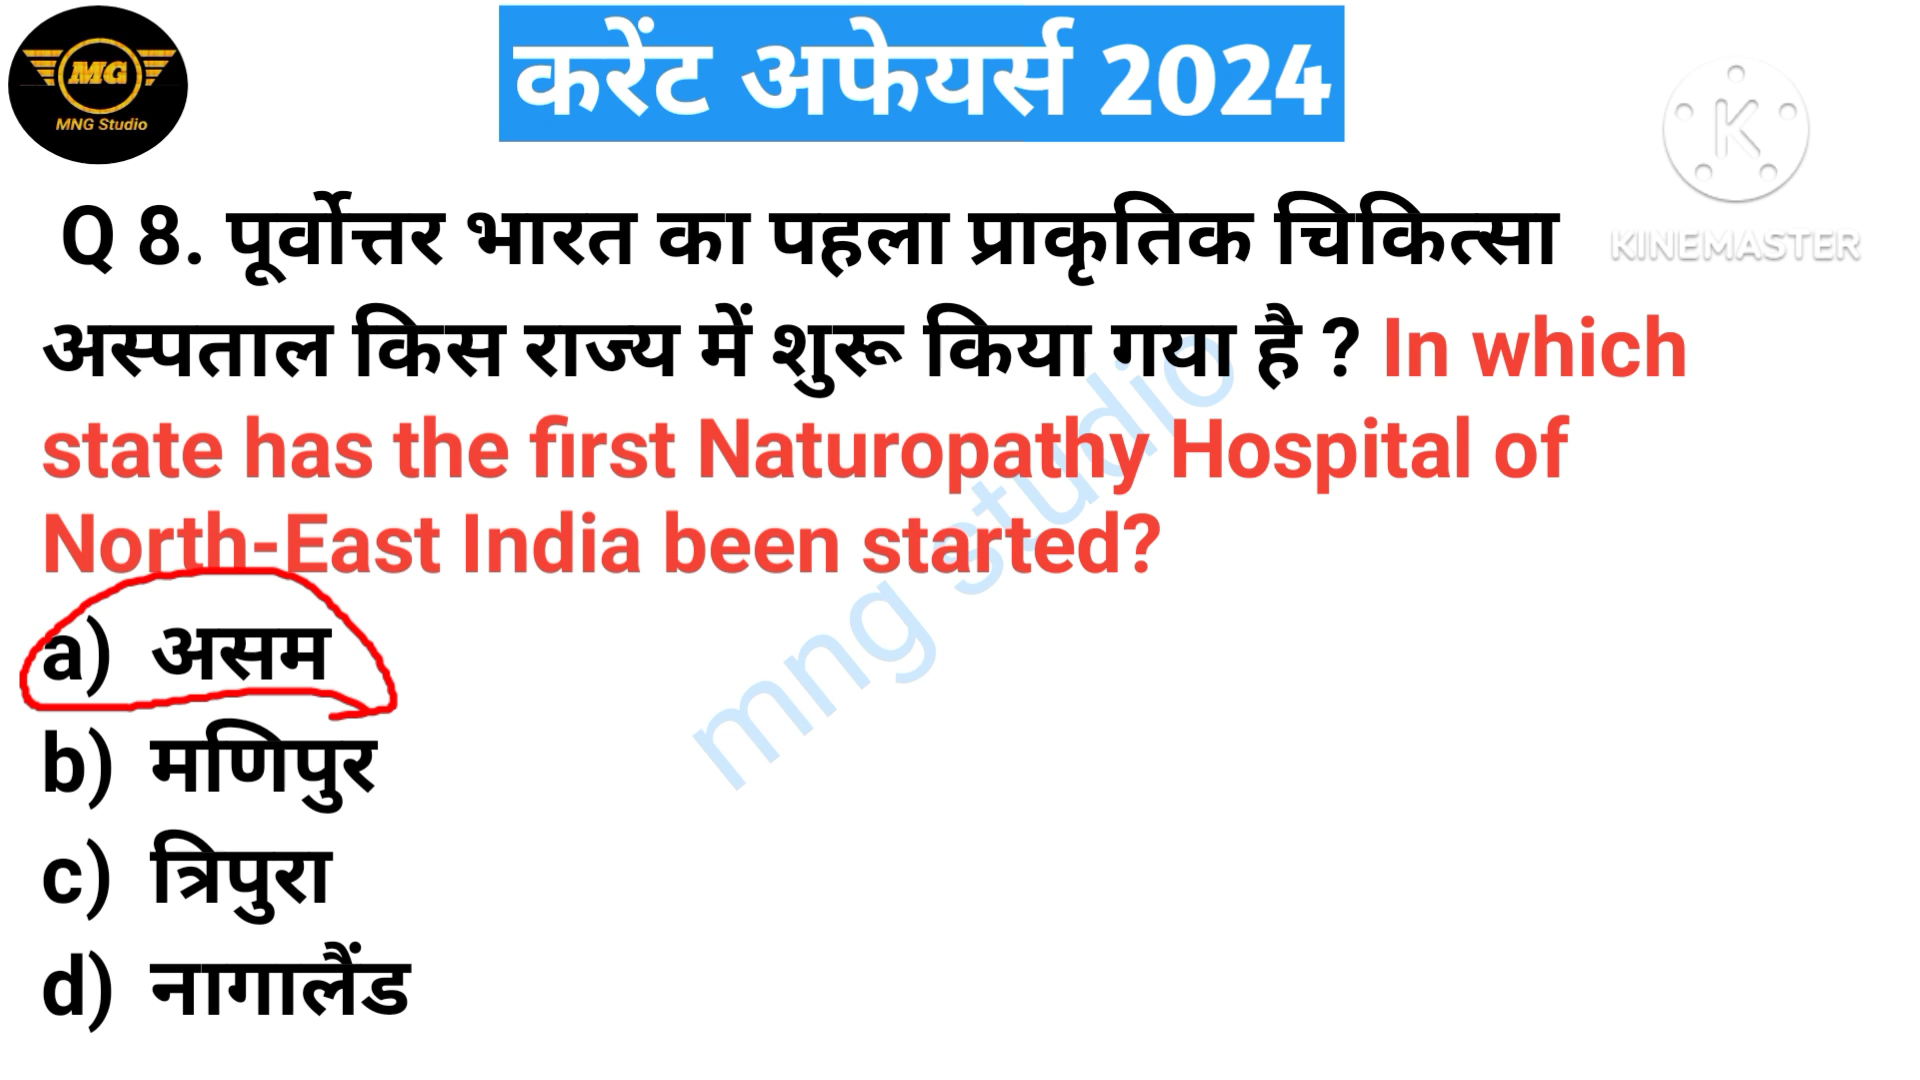 MG
MNG Studio
करेंट अफेयर्स 2024
K
KINEMASTER
Q 8. पूर्वोत्तर भारत का पहला प्राकृतिक चिकित्सा
अस्पताल किस राज्य में शुरू किया गया है ? In which
state has the first Naturopathy Hospital of
North-East India been started?
mng studio
a) असम
b) मणिपुर
c) त्रिपुरा
d) नागालैंड